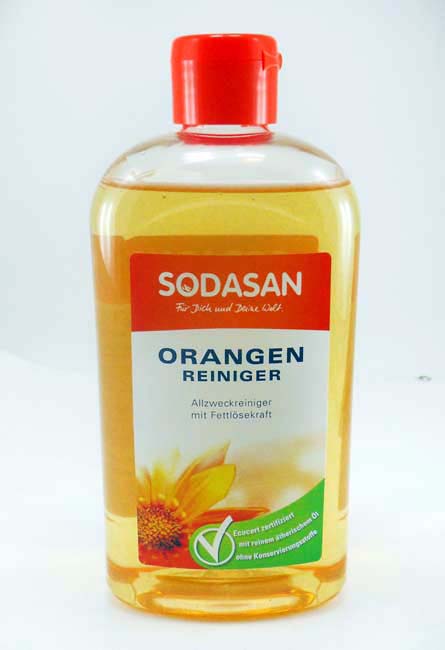 SODASAN
Für Dich und Deine Welt.
ORANGEN
REINIGER
Allzweckreiniger
mit Fettlösekraft
Ecocert zertifiziert
mit reinem ätherischem Öl
ohne Konservierungsstoffe